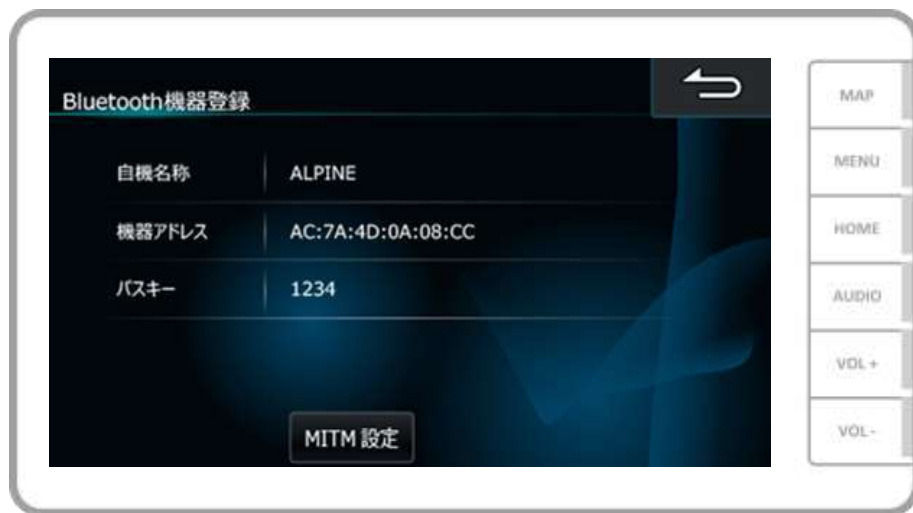 Bluetooth機器登録
自機名称 ALPINE
機器アドレス AC:7A:4D:0A:08:CC
パスキー 1234
MITM 設定
MAP
MENU
HOME
AUDIO
VOL +
VOL -